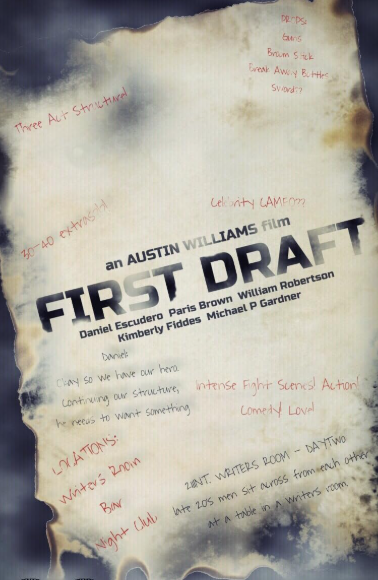 PROPS:
Guns
Broom Stick
Break Away Bottles
Sword??
Three Act Structure!
30-40 extras!?
Celebrity CAMEO???
an AUSTIN WILLIAMS film
FIRST DRAFT
Daniel Escudero Paris Brown William Robertson
Kimberly Fiddes Michael P Gardner
Daniel:
Okay so we have our hero.
Continuing our structure,
he needs to want something
Intense Fight Scenes! Action!
Comedy! Love!
LOCATIONS:
Writer's Room
Bar
Night Club
INT. WRITERS ROOM - DAYTWO
late 20s men sit across from each other
at a table in a writers room